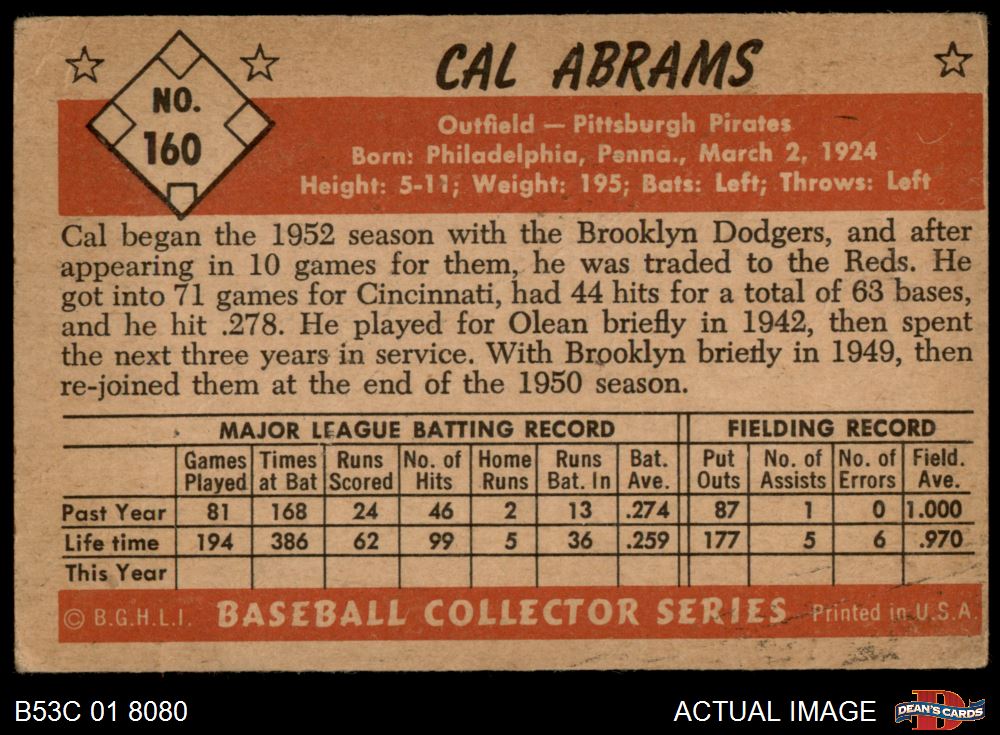 NO.
160
CAL ABRAMS
Outfield — Pittsburgh Pirates
Born: Philadelphia, Penna., March 2, 1924
Height: 5-11; Weight: 195; Bats: Left; Throws: Left
Cal began the 1952 season with the Brooklyn Dodgers, and after
appearing in 10 games for them, he was traded to the Reds. He
got into 71 games for Cincinnati, had 44 hits for a total of 63 bases,
and he hit .278. He played for Olean briefly in 1942, then spent
the next three years in service. With Brooklyn briefly in 1949, then
re-joined them at the end of the 1950 season.
MAJOR LEAGUE BATTING RECORD FIELDING RECORD
Games Times Runs No. of Home Runs Bat. Put No. of No. of Field.
Played at Bat Scored Hits Runs Bat. In Ave. Outs Assists Errors Ave.
Past Year 81 168 24 46 2 13 .274 87 1 0 1.000
Life time 194 386 62 99 5 36 .259 177 5 6 .970
This Year
© B.G.H.L.I. BASEBALL COLLECTOR SERIES Printed in U.S.A.
B53C 01 8080 ACTUAL IMAGE DEAN'S CARDS